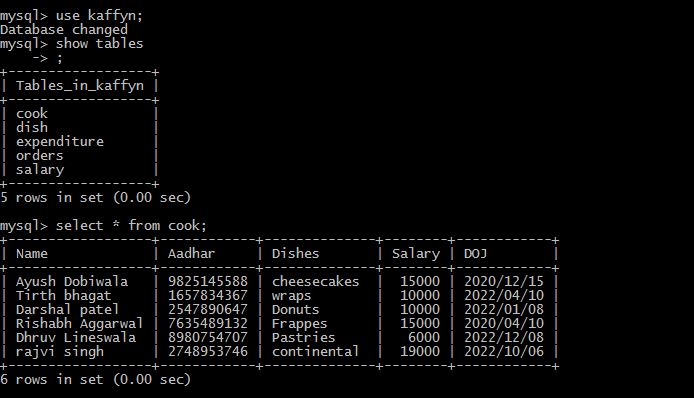 mysql> use kaffyn;
Database changed
mysql> show tables
    -> ;
+------------------+
| Tables_in_kaffyn |
+------------------+
| cook             |
| dish             |
| expenditure      |
| orders           |
| salary           |
+------------------+
5 rows in set (0.00 sec)

mysql> select * from cook;
+------------------+------------+--------------+--------+------------+
| Name             | Aadhar     | Dishes       | Salary | DOJ        |
+------------------+------------+--------------+--------+------------+
| Ayush Dobiwala   | 9825145588 | cheesecakes  |  15000 | 2020/12/15 |
| Tirth bhagat     | 1657834367 | wraps        |  10000 | 2022/04/10 |
| Darshal patel    | 2547890647 | Donuts       |  10000 | 2022/01/08 |
| Rishabh Aggarwal | 7635489132 | Frappes      |  15000 | 2020/04/10 |
| Dhruv Lineswala  | 8980754707 | Pastries     |   6000 | 2022/12/08 |
| rajvi singh      | 2748953746 | continental  |  19000 | 2022/10/06 |
+------------------+------------+--------------+--------+------------+
6 rows in set (0.00 sec)